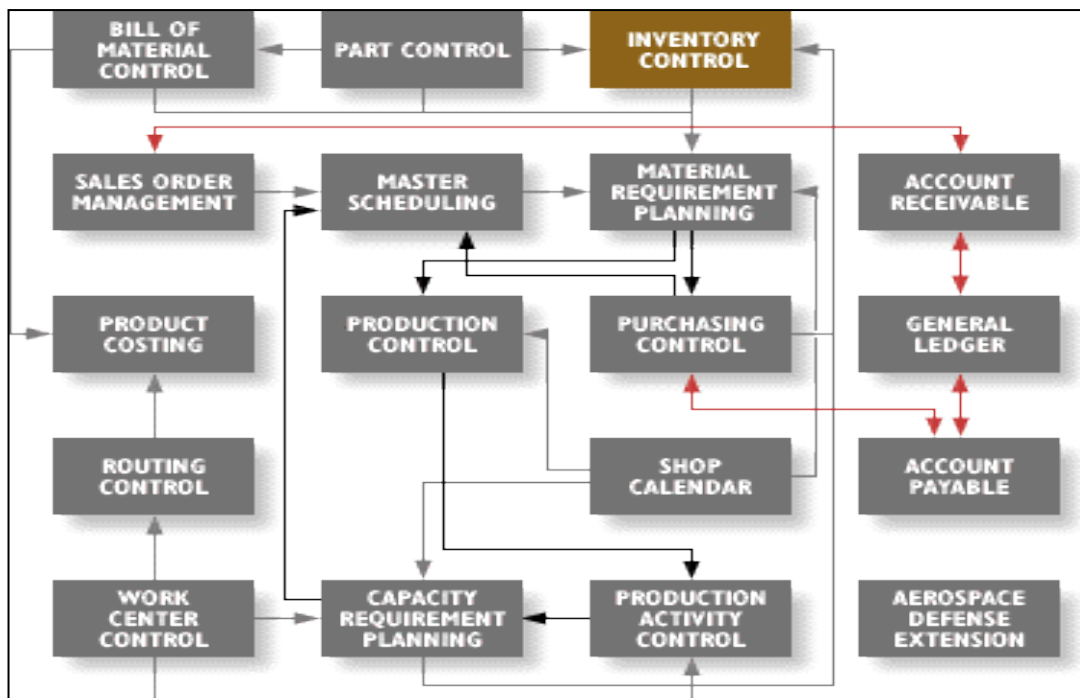 BILL OF
MATERIAL
CONTROL
PART CONTROL
INVENTORY
CONTROL
SALES ORDER
MANAGEMENT
MASTER
SCHEDULING
MATERIAL
REQUIREMENT
PLANNING
ACCOUNT
RECEIVABLE
PRODUCT
COSTING
PRODUCTION
CONTROL
PURCHASING
CONTROL
GENERAL
LEDGER
ROUTING
CONTROL
SHOP
CALENDAR
ACCOUNT
PAYABLE
WORK
CENTER
CONTROL
CAPACITY
REQUIREMENT
PLANNING
PRODUCTION
ACTIVITY
CONTROL
AEROSPACE
DEFENSE
EXTENSION